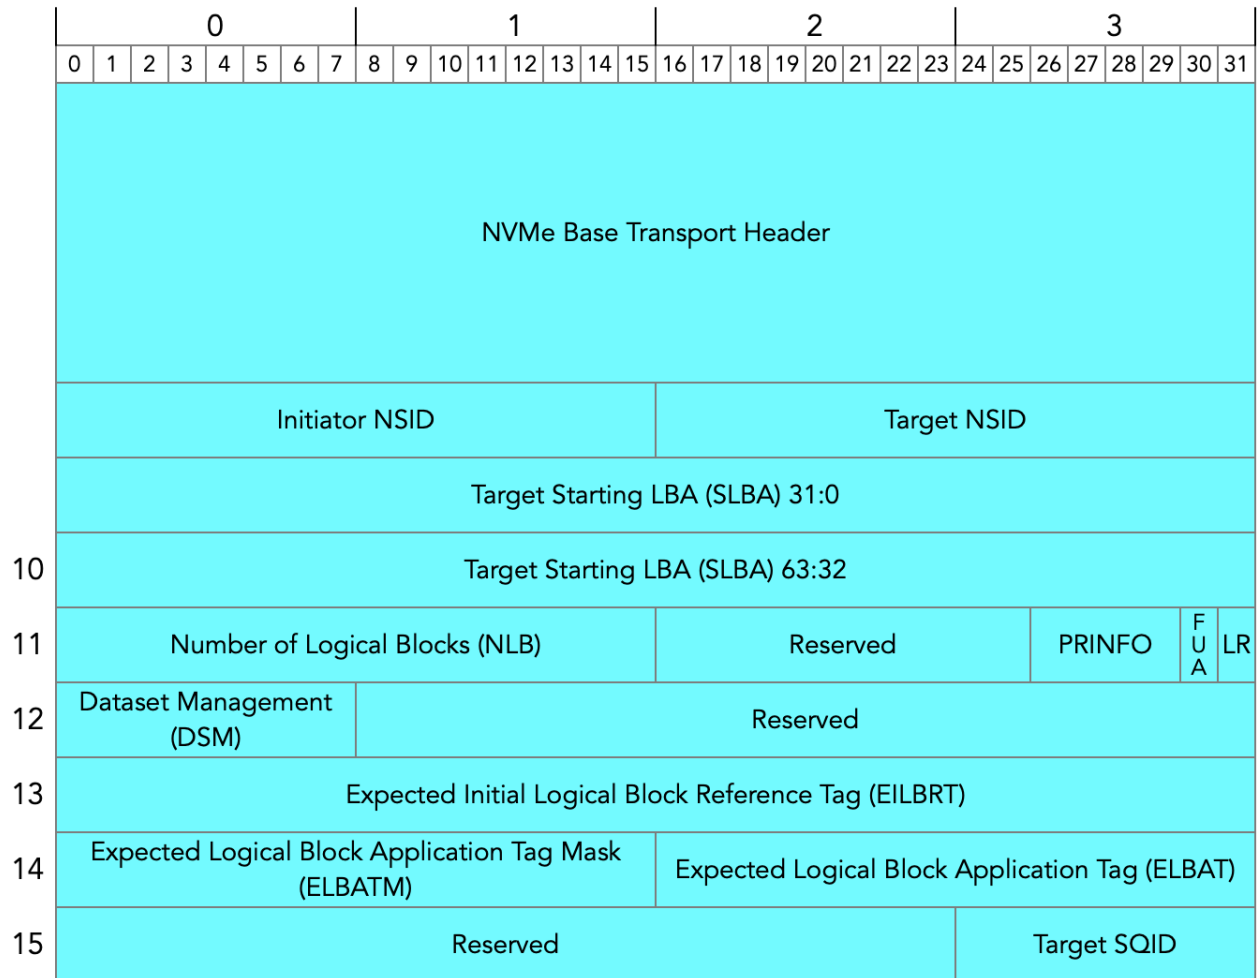 0 1 2 3
0 1 2 3 4 5 6 7 8 9 10 11 12 13 14 15 16 17 18 19 20 21 22 23 24 25 26 27 28 29 30 31
NVMe Base Transport Header
Initiator NSID Target NSID
Target Starting LBA (SLBA) 31:0
10 Target Starting LBA (SLBA) 63:32
11 Number of Logical Blocks (NLB) Reserved PRINFO FUA LR
12 Dataset Management
(DSM) Reserved
13 Expected Initial Logical Block Reference Tag (EILBRT)
14 Expected Logical Block Application Tag Mask
(ELBATM) Expected Logical Block Application Tag (ELBAT)
15 Reserved Target SQID